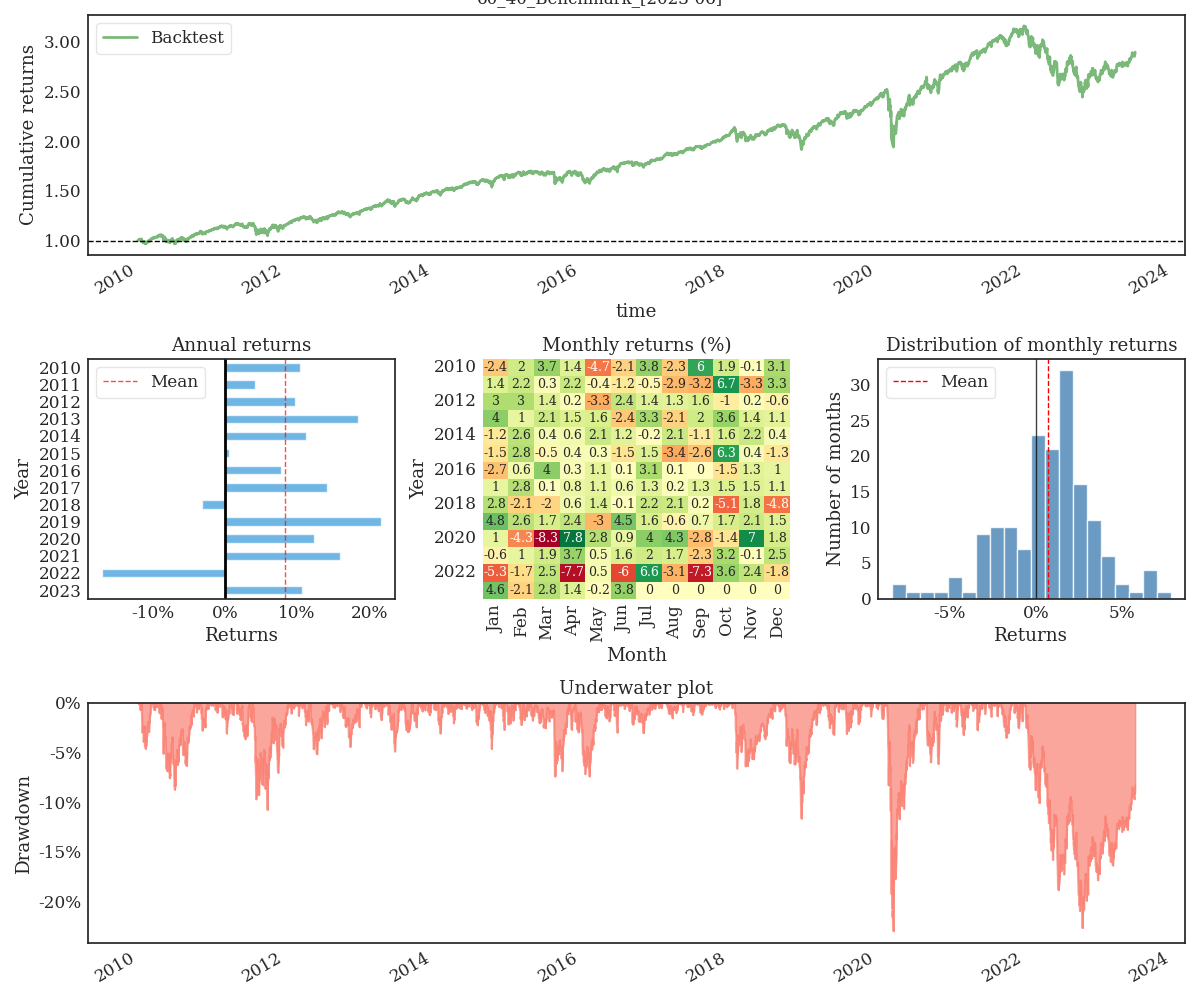 60_40_Benchmark_[2023-06]
Backtest
Cumulative returns
3.00
2.50
2.00
1.50
1.00
2010 2012 2014 2016 2018 2020 2022 2024
time
Annual returns
Mean
Year
2010
2011
2012
2013
2014
2015
2016
2017
2018
2019
2020
2021
2022
2023
-10% 0% 10% 20%
Returns
Monthly returns (%)
Year
2010 -2.4 2 3.7 1.4 -4.7 -2.1 3.8 -2.3 6 1.9 -0.1 3.1
1.4 2.2 0.3 2.2 -0.4 -1.2 -0.5 -2.9 -3.2 6.7 -3.3 3.3
2012 3 3 1.4 0.2 -3.3 2.4 1.4 1.3 1.6 -1 0.2 -0.6
4 1 2.1 1.5 1.6 -2.4 3.3 -2.1 2 3.6 1.4 1.1
2014 -1.2 2.6 0.4 0.6 2.1 1.2 -0.2 2.1 -1.1 1.6 2.2 0.4
-1.5 2.8 -0.5 0.4 0.3 -1.5 1.5 -3.4 -2.6 6.3 0.4 -1.3
2016 -2.7 0.6 4 0.3 1.1 0.1 3.1 0.1 0 -1.5 1.3 1
1 2.8 0.1 0.8 1.1 0.6 1.3 0.2 1.3 1.5 1.5 1.1
2018 2.8 -2.1 -2 0.6 1.4 -0.1 2.2 2.1 0.2 -5.1 1.8 -4.8
4.8 2.6 1.7 2.4 -3 4.5 1.6 -0.6 0.7 1.7 2.1 1.5
2020 1 -4.3 -8.3 7.8 2.8 0.9 4 4.3 -2.8 -1.4 7 1.8
-0.6 1 1.9 3.7 0.5 1.6 2 1.7 -2.3 3.2 -0.1 2.5
2022 -5.3 -1.7 2.5 -7.7 0.5 -6 6.6 -3.1 -7.3 3.6 2.4 -1.8
4.6 -2.1 2.8 1.4 -0.2 3.8 0 0 0 0 0 0
Jan Feb Mar Apr May Jun Jul Aug Sep Oct Nov Dec
Month
Distribution of monthly returns
Mean
Number of months
30
25
20
15
10
5
0
-5% 0% 5%
Returns
Underwater plot
Drawdown
0%
-5%
-10%
-15%
-20%
2010 2012 2014 2016 2018 2020 2022 2024